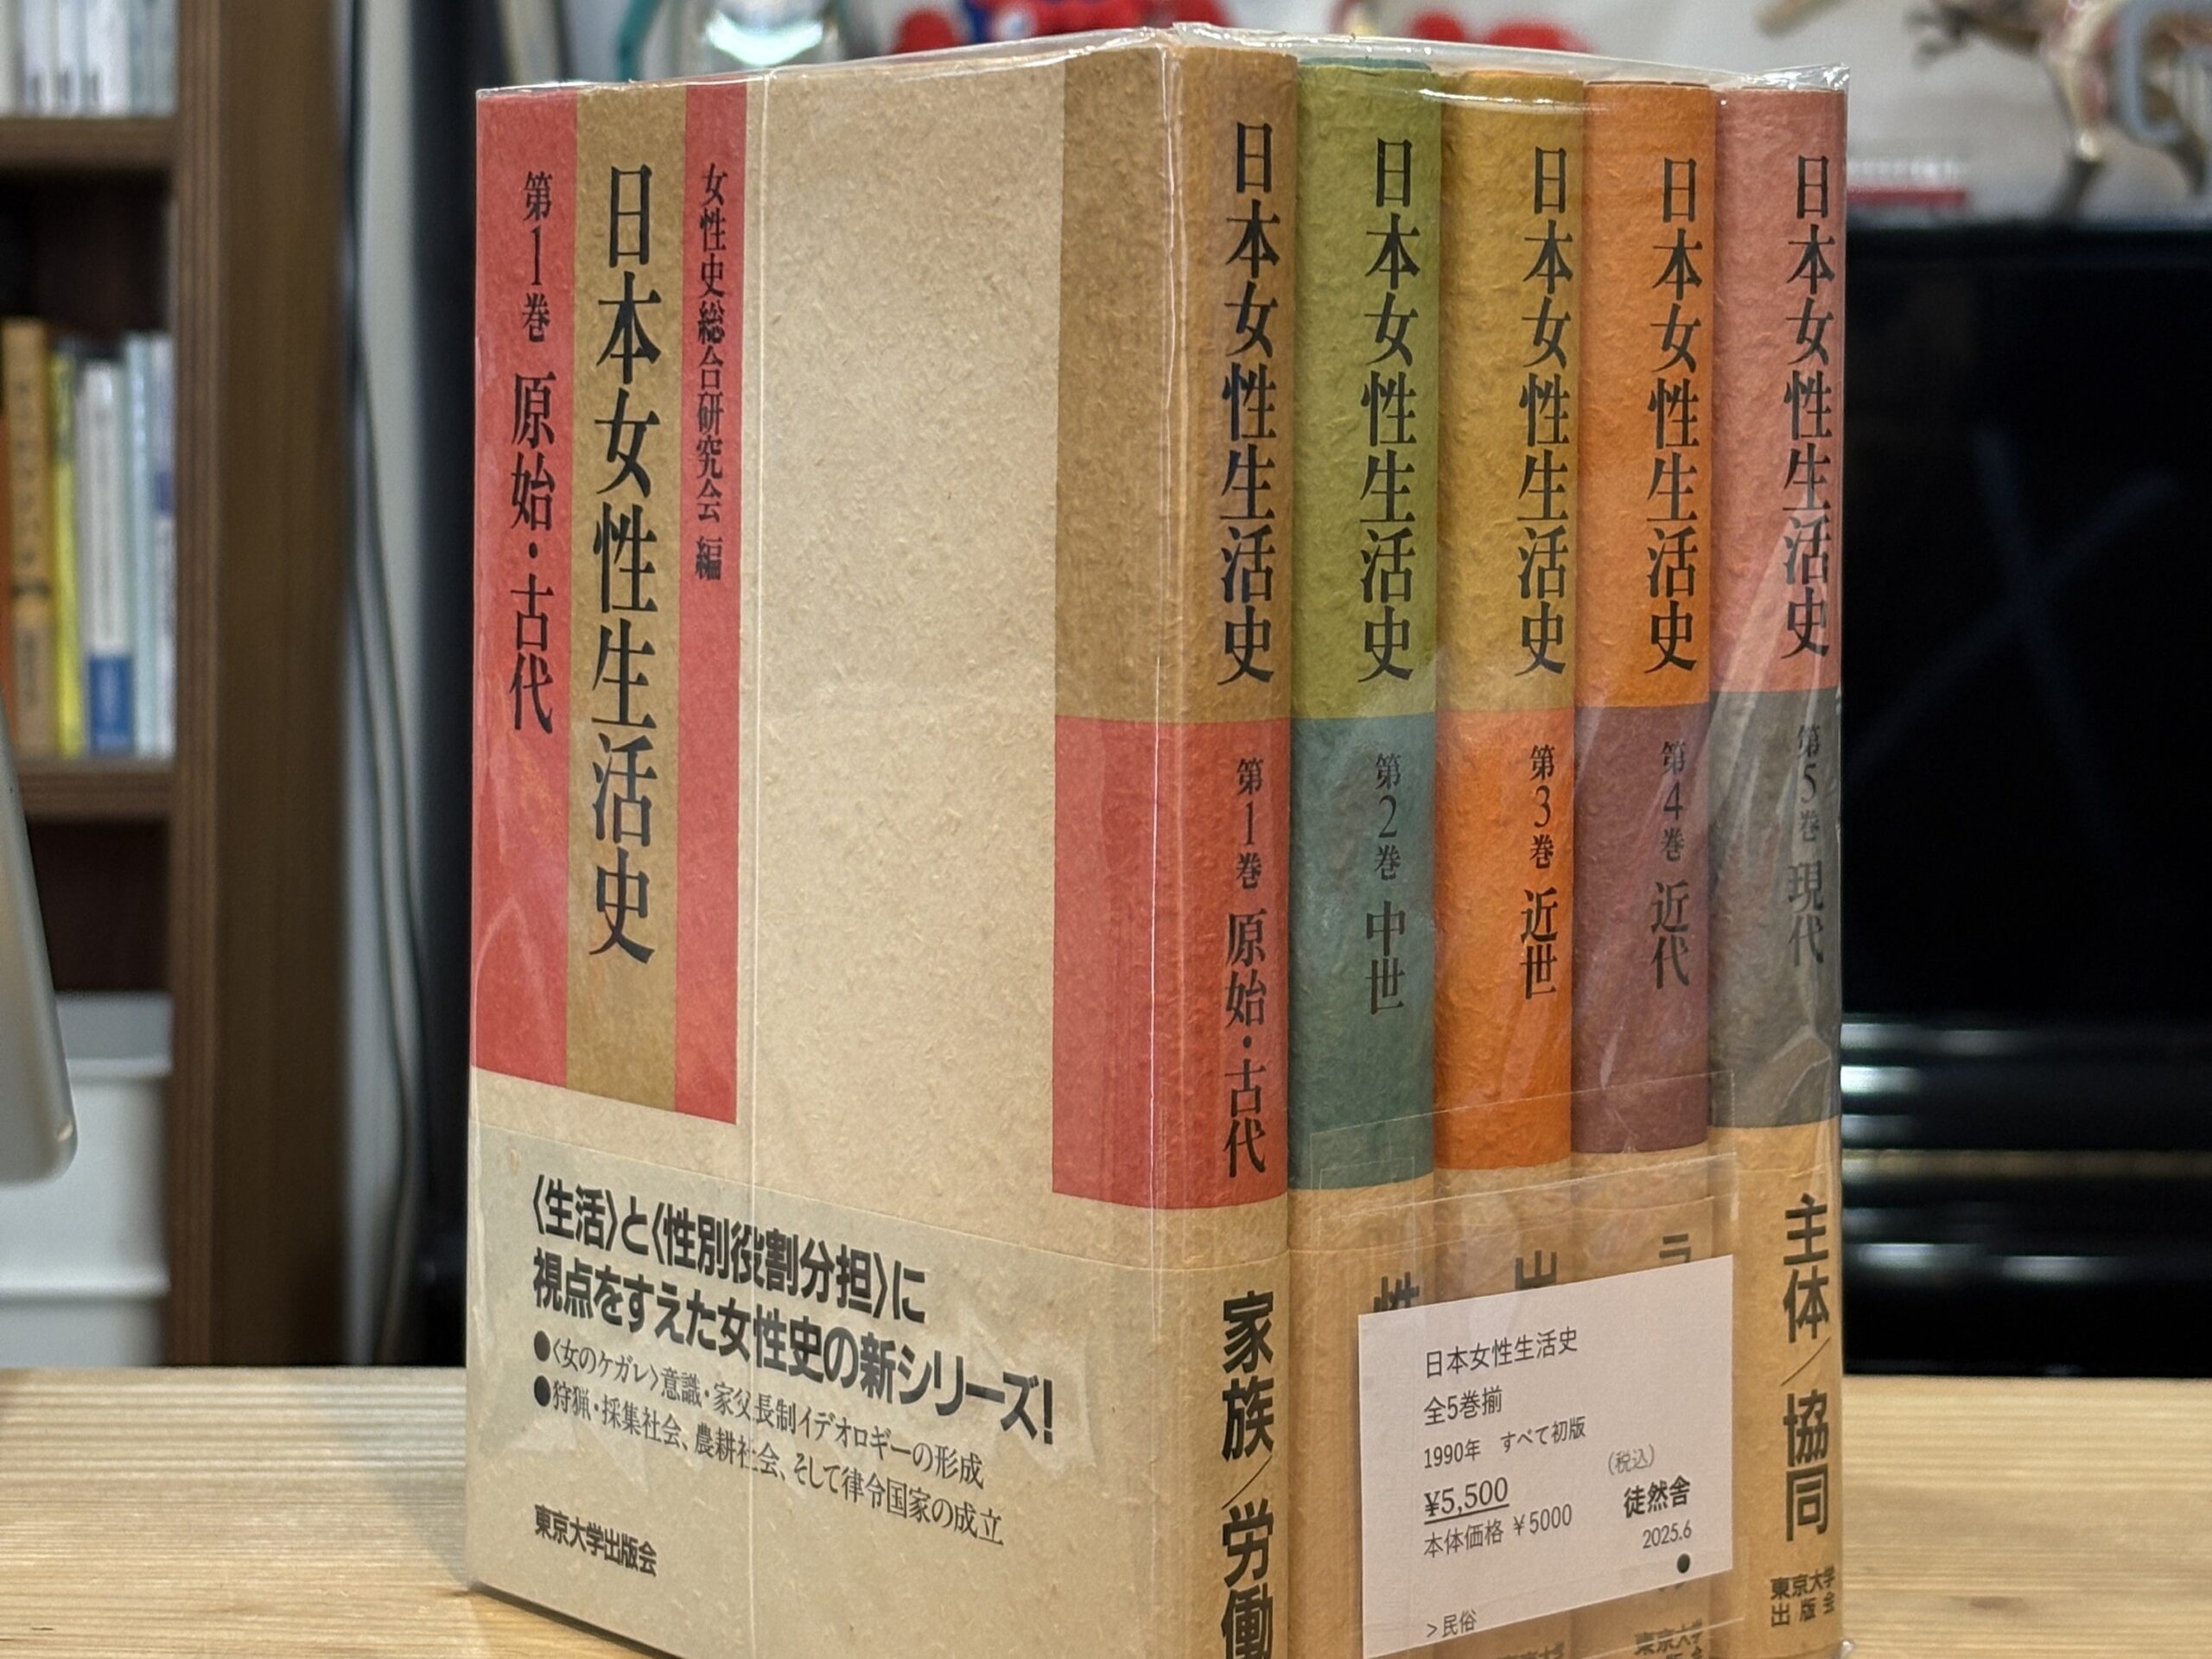 女性史総合研究会 編
日本女性生活史
第1巻 原始・古代
〈生活〉と〈性別役割分担〉に
視点をすえた女性史の新シリーズ!
●〈女のケガレ〉意識・家父長制イデオロギーの形成
●狩猟・採集社会、農耕社会、そして律令国家の成立
東京大学出版会
日本女性生活史
第1巻 原始・古代
家族/労働
日本女性生活史
第2巻 中世
性
日本女性生活史
第3巻 近世
出
日本女性生活史
第4巻 近代
東京大学
日本女性生活史
第5巻 現代
主体/協同
東京大学
出版会
日本女性生活史
全5巻揃
1990年 すべて初版
(税込)
¥5,500
本体価格 ¥5000
徒然舎
2025.6
●
>民俗